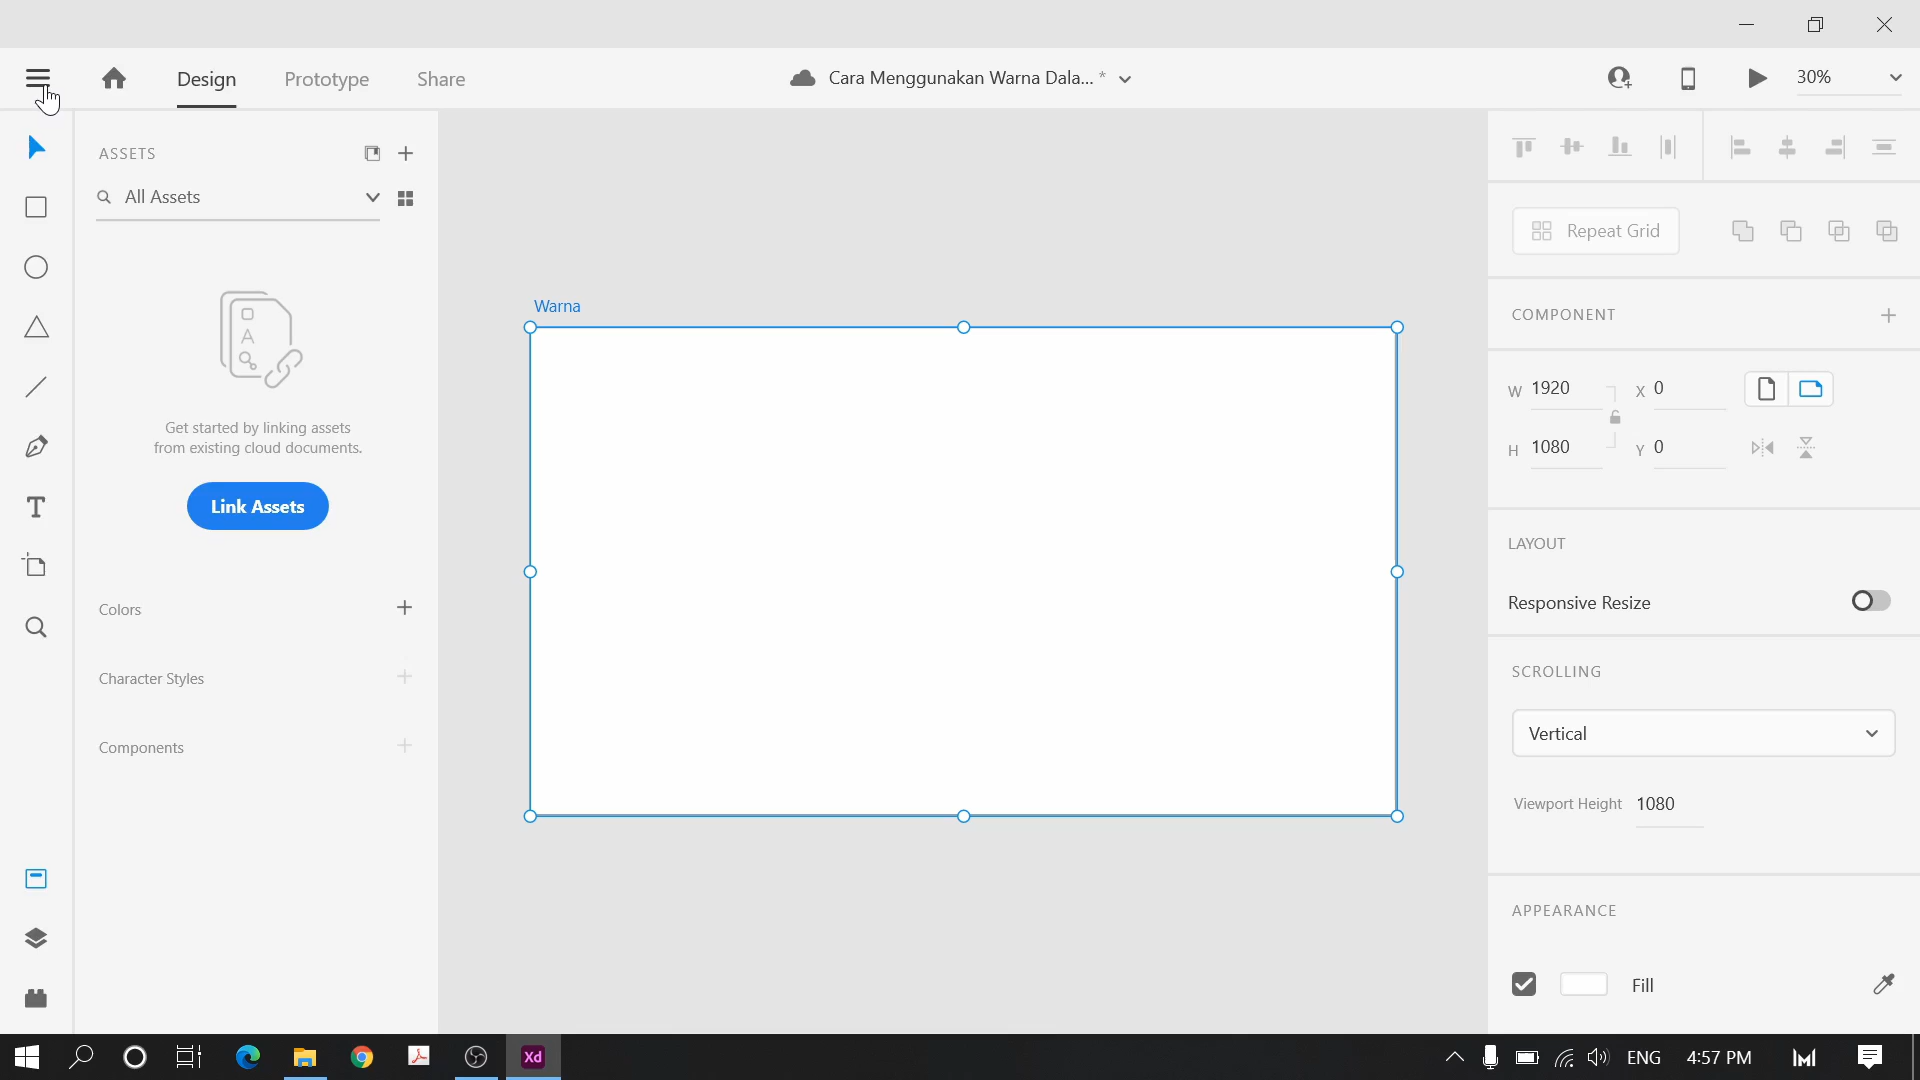 Design
Prototype
Share
Cara Menggunakan Warna Dala... *
30%
ASSETS
All Assets
Get started by linking assets
from existing cloud documents.
Link Assets
Colors
Character Styles
Components
Warna
Repeat Grid
COMPONENT
W 1920
X 0
H 1080
Y 0
LAYOUT
Responsive Resize
SCROLLING
Vertical
Viewport Height 1080
APPEARANCE
Fill
Xd
ENG
4:57 PM